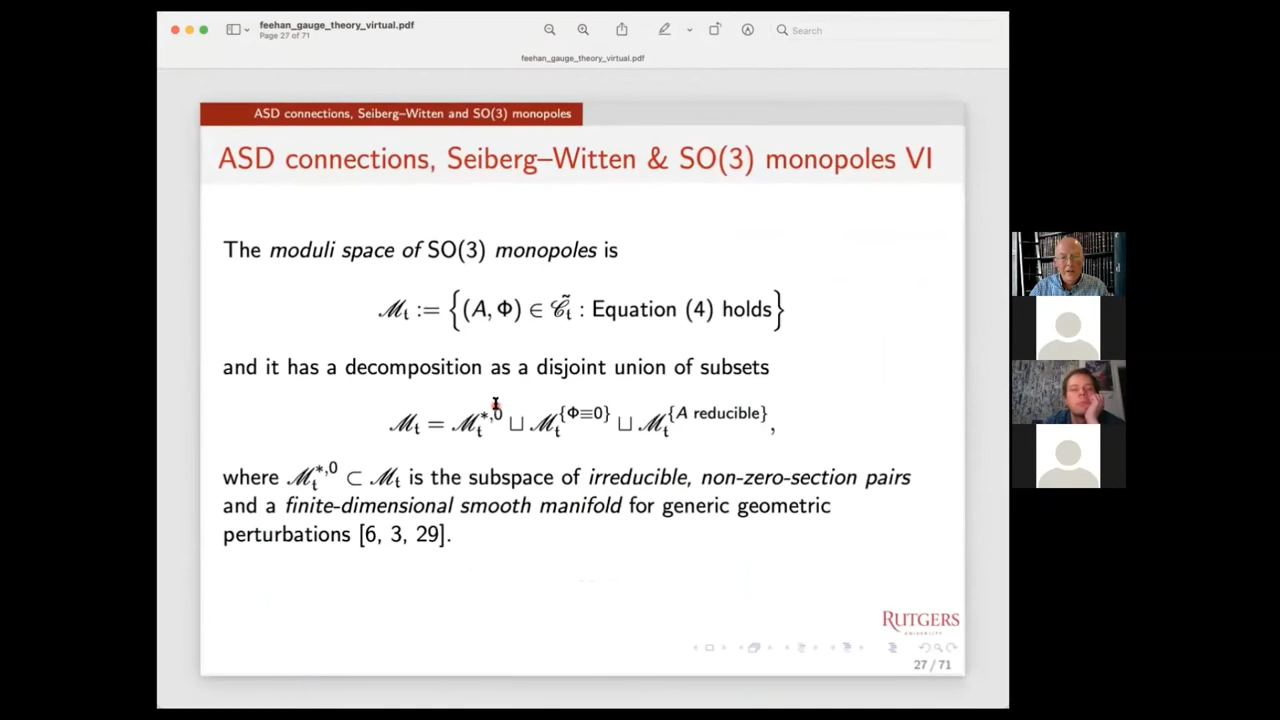 feehan_gauge_theory_virtual.pdf
Page 27 of 71
Search
feehan_gauge_theory_virtual.pdf
ASD connections, Seiberg–Witten and SO(3) monopoles
ASD connections, Seiberg–Witten & SO(3) monopoles VI
The moduli space of SO(3) monopoles is
ℳ_t := {(A, Φ) ∈ 𝒞̃_t : Equation (4) holds}
and it has a decomposition as a disjoint union of subsets
ℳ_t = ℳ_t^{*,0} ⊔ ℳ_t^{{Φ≡0}} ⊔ ℳ_t^{{A reducible}},
where ℳ_t^{*,0} ⊂ ℳ_t is the subspace of irreducible, non-zero-section pairs
and a finite-dimensional smooth manifold for generic geometric
perturbations [6, 3, 29].
RUTGERS
UNIVERSITY
27 / 71